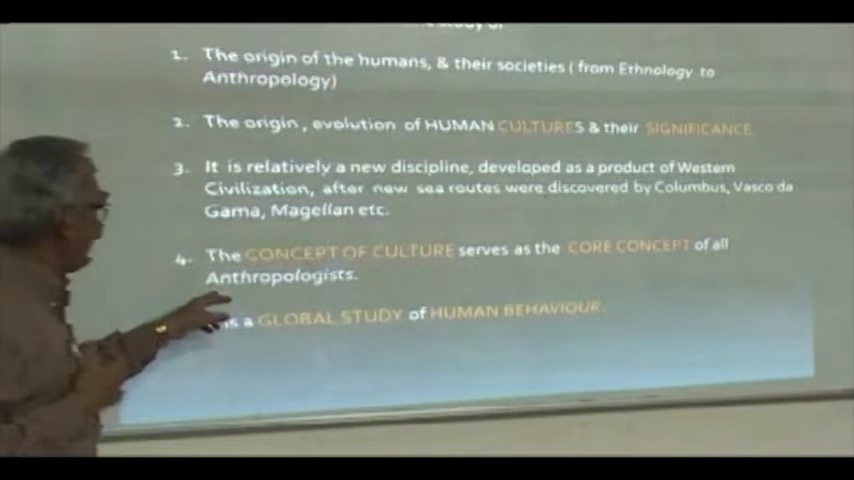 1. The origin of the humans, & their societies ( from Ethnology to
Anthropology)
2. The origin , evolution of HUMAN CULTURES & their SIGNIFICANCE.
3. It is relatively a new discipline, developed as a product of Western
Civilization, after new sea routes were discovered by Columbus, Vasco da
Gama, Magellan etc.
4. The CONCEPT OF CULTURE serves as the CORE CONCEPT of all
Anthropologists.
is a GLOBAL STUDY of HUMAN BEHAVIOUR.